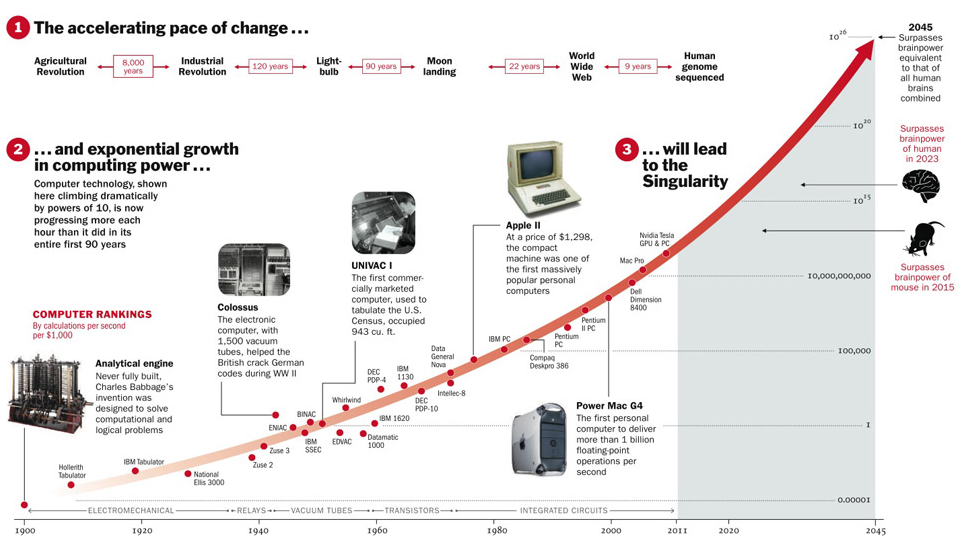 1 The accelerating pace of change ...
Agricultural
Revolution
8,000
years
Industrial
Revolution
120 years
Light-
bulb
90 years
Moon
landing
22 years
World
Wide
Web
9 years
Human
genome
sequenced
2 ... and exponential growth
in computing power ...
Computer technology, shown
here climbing dramatically
by powers of 10, is now
progressing more each
hour than it did in its
entire first 90 years
3 ... will lead
to the
Singularity
COMPUTER RANKINGS
By calculations per second
per $1,000
Analytical engine
Never fully built,
Charles Babbage's
invention was
designed to solve
computational and
logical problems
Colossus
The electronic
computer, with
1,500 vacuum
tubes, helped the
British crack German
codes during WW II
UNIVAC I
The first commer-
cially marketed
computer, used to
tabulate the U.S.
Census, occupied
943 cu. ft.
Apple II
At a price of $1,298,
the compact
machine was one of
the first massively
popular personal
computers
Power Mac G4
The first personal
computer to deliver
more than 1 billion
floating-point
operations per
second
Hollerith
Tabulator
IBM Tabulator
National
Ellis 3000
Zuse 2
Zuse 3
ENIAC
BINAC
IBM
SSEC
Whirlwind
EDVAC
DEC
PDP-4
IBM
1130
IBM 1620
Datamatic
1000
DEC
PDP-10
Data
General
Nova
Intellec-8
IBM PC
Compaq
Deskpro 386
Pentium
PC
Pentium
II PC
Mac Pro
Dell
Dimension
8400
Nvidia Tesla
GPU & PC
10^26
10^20
10^15
10,000,000,000
100,000
1
0.00001
2045
Surpasses
brainpower
equivalent
to that of
all human
brains
combined
Surpasses
brainpower
of human
in 2023
Surpasses
brainpower of
mouse in 2015
ELECTROMECHANICAL
RELAYS
VACUUM TUBES
TRANSISTORS
INTEGRATED CIRCUITS
1900 1920 1940 1960 1980 2000 2011 2020 2045